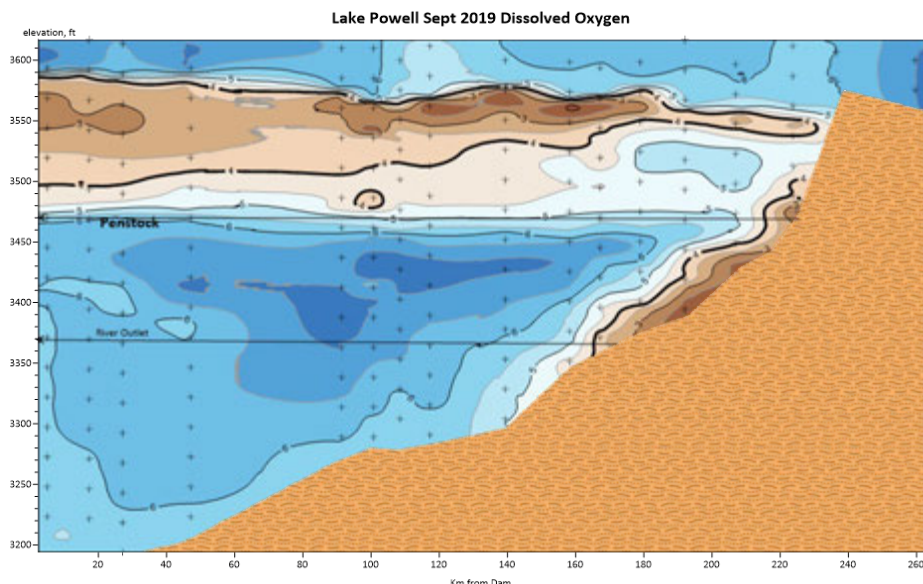 Lake Powell Sept 2019 Dissolved Oxygen
elevation, ft
3600
3550
3500
3450
3400
3350
3300
3250
3200
Penstock
River Outlet
20 40 60 80 100 120 140 160 180 200 220 240
Km from Dam